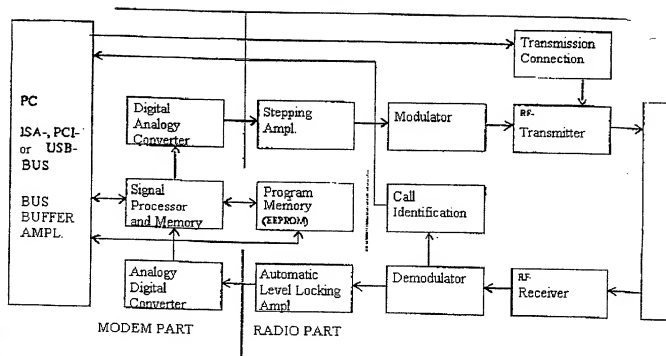 PC
ISA-, PCI-
or USB-
BUS
BUS
BUFFER
AMPL.
Transmission
Connection
Digital
Analogy
Converter
Stepping
Ampl.
Modulator
RF-
Transmitter
Signal
Processor
and Memory
Program
Memory
(EEPROM)
Call
Identification
Analogy
Digital
Converter
Automatic
Level Locking
Ampl
Demodulator
RF-
Receiver
MODEM PART
RADIO PART